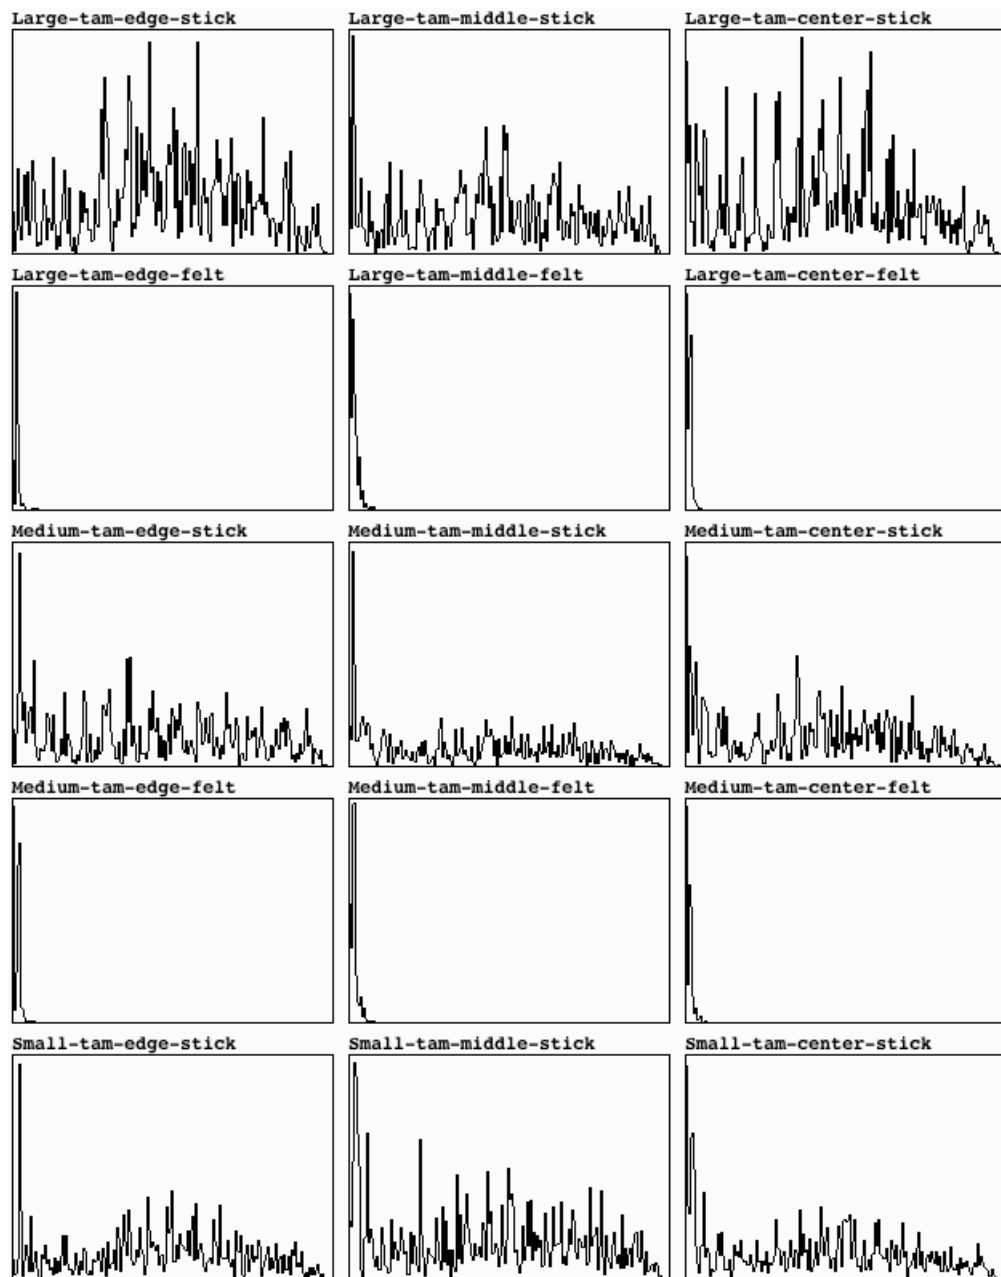 Large-tam-edge-stick Large-tam-middle-stick Large-tam-center-stick
Large-tam-edge-felt Large-tam-middle-felt Large-tam-center-felt
Medium-tam-edge-stick Medium-tam-middle-stick Medium-tam-center-stick
Medium-tam-edge-felt Medium-tam-middle-felt Medium-tam-center-felt
Small-tam-edge-stick Small-tam-middle-stick Small-tam-center-stick